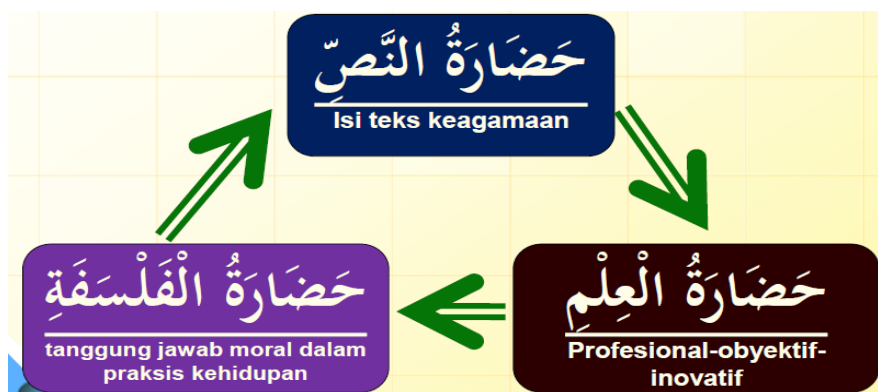 حَضَارَةُ النَّصِّ
Isi teks keagamaan
حَضَارَةُ الْفَلْسَفَةِ
tanggung jawab moral dalam
praksis kehidupan
حَضَارَةُ الْعِلْمِ
Profesional-obyektif-
inovatif